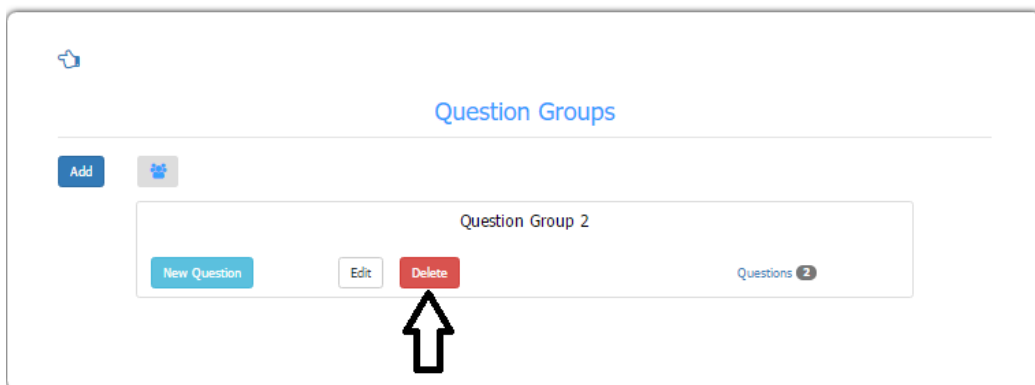 Question Groups
Add
Question Group 2
New Question Edit Delete Questions 2